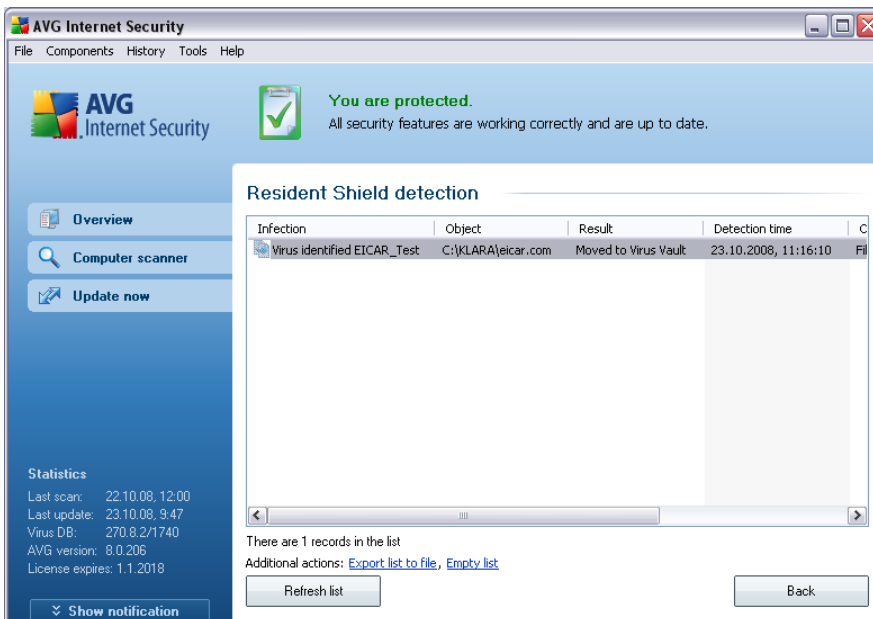 AVG Internet Security
File Components History Tools Help
AVG
Internet Security
You are protected.
All security features are working correctly and are up to date.
Overview
Computer scanner
Update now
Resident Shield detection
Infection Object Result Detection time C
Virus identified EICAR_Test C:\KLARA\eicar.com Moved to Virus Vault 23.10.2008, 11:16:10 Fil
Statistics
Last scan: 22.10.08, 12:00
Last update: 23.10.08, 9:47
Virus DB: 270.8.2/1740
AVG version: 8.0.206
License expires: 1.1.2018
Show notification
There are 1 records in the list
Additional actions: Export list to file, Empty list
Refresh list Back